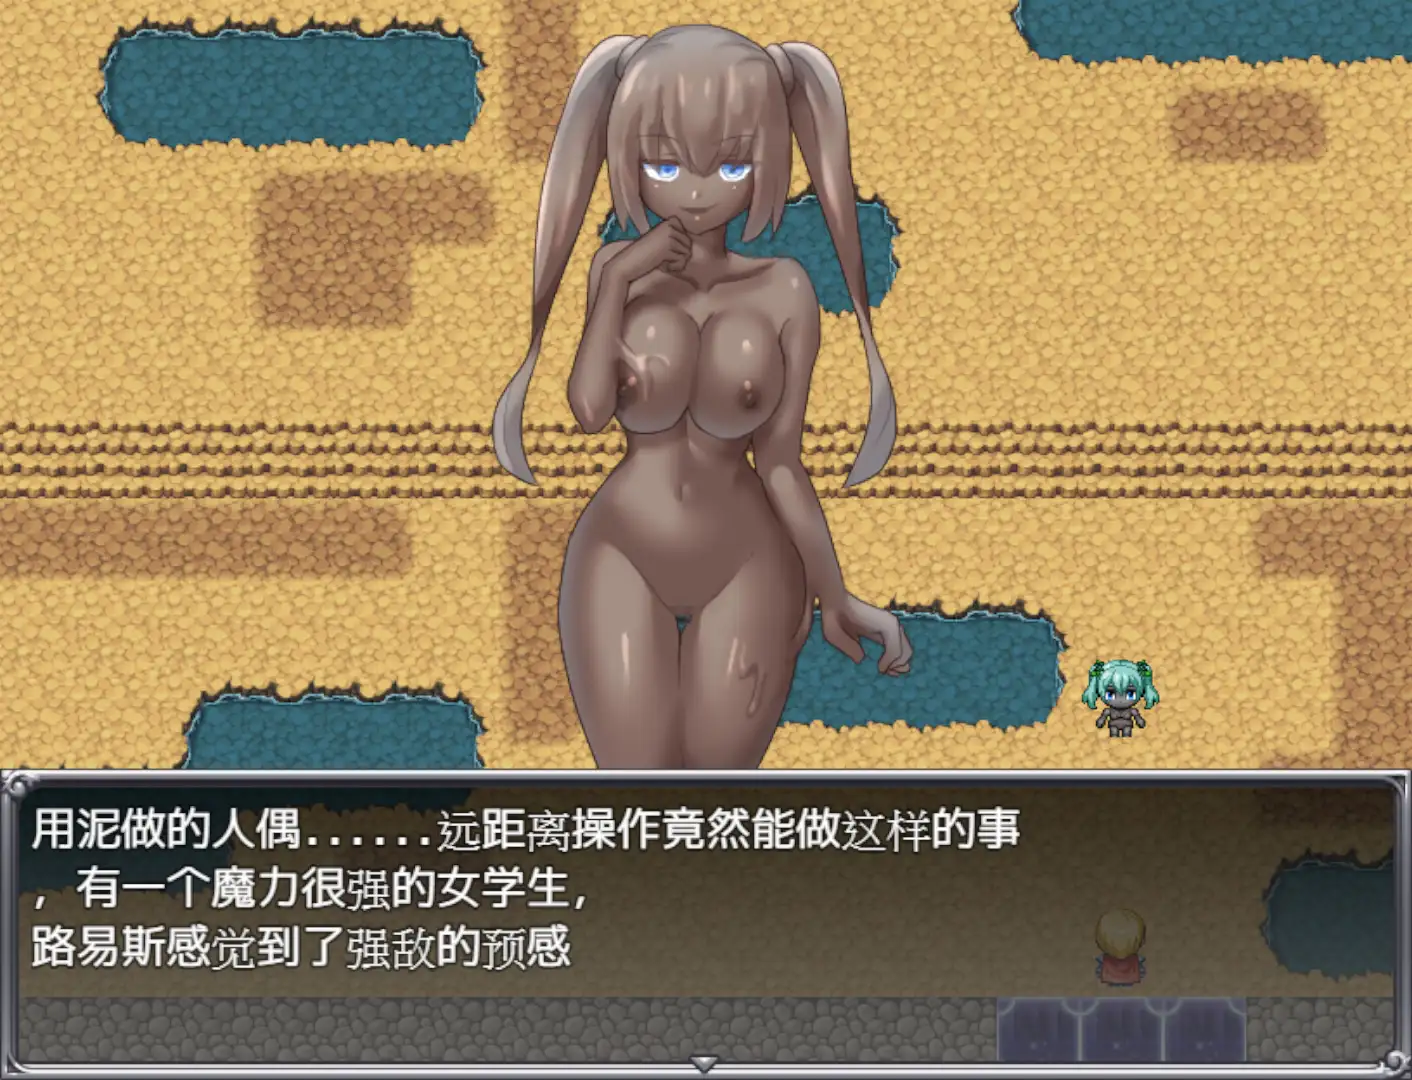 用泥做的人偶......远距离操作竟然能做这样的事
，有一个魔力很强的女学生，
路易斯感觉到了强敌的预感